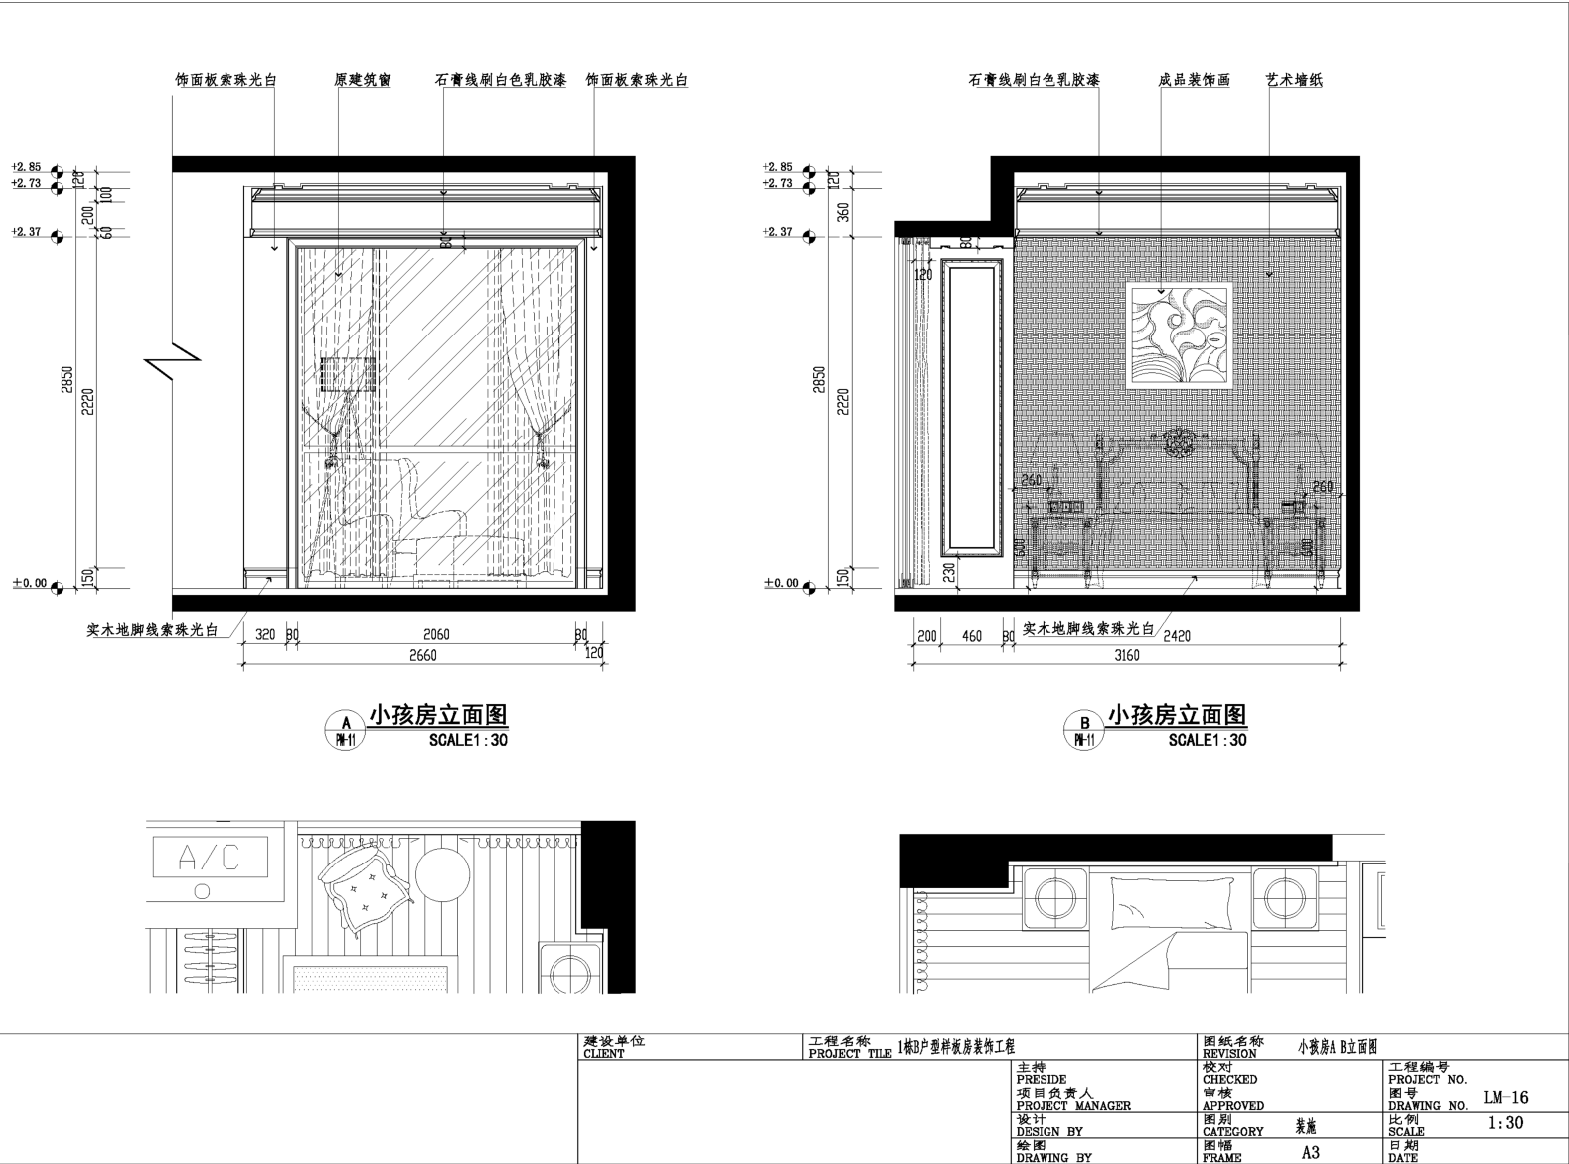 饰面板索珠光白
原建筑窗
石膏线刷白色乳胶漆
饰面板索珠光白
石膏线刷白色乳胶漆
成品装饰画
艺术墙纸
+2.85
+2.73
+2.37
±0.00
120
100
200
60
2850
2220
150
80
实木地脚线索珠光白
320
80
2060
80
120
2660
+2.85
+2.73
+2.37
±0.00
120
360
2850
2220
150
80
120
230
260
260
600
600
实木地脚线索珠光白
200
460
80
2420
3160
A
PM-11
小孩房立面图
SCALE1:30
B
PM-11
小孩房立面图
SCALE1:30
A/C
建设单位
CLIENT
工程名称
PROJECT TILE
1栋B户型样板房装饰工程
图纸名称
REVISION
小孩房A B立面图
主持
PRESIDE
校对
CHECKED
工程编号
PROJECT NO.
项目负责人
PROJECT MANAGER
审核
APPROVED
图号
DRAWING NO.
LM-16
设计
DESIGN BY
图别
CATEGORY
装施
比例
SCALE
1:30
绘图
DRAWING BY
图幅
FRAME
A3
日期
DATE